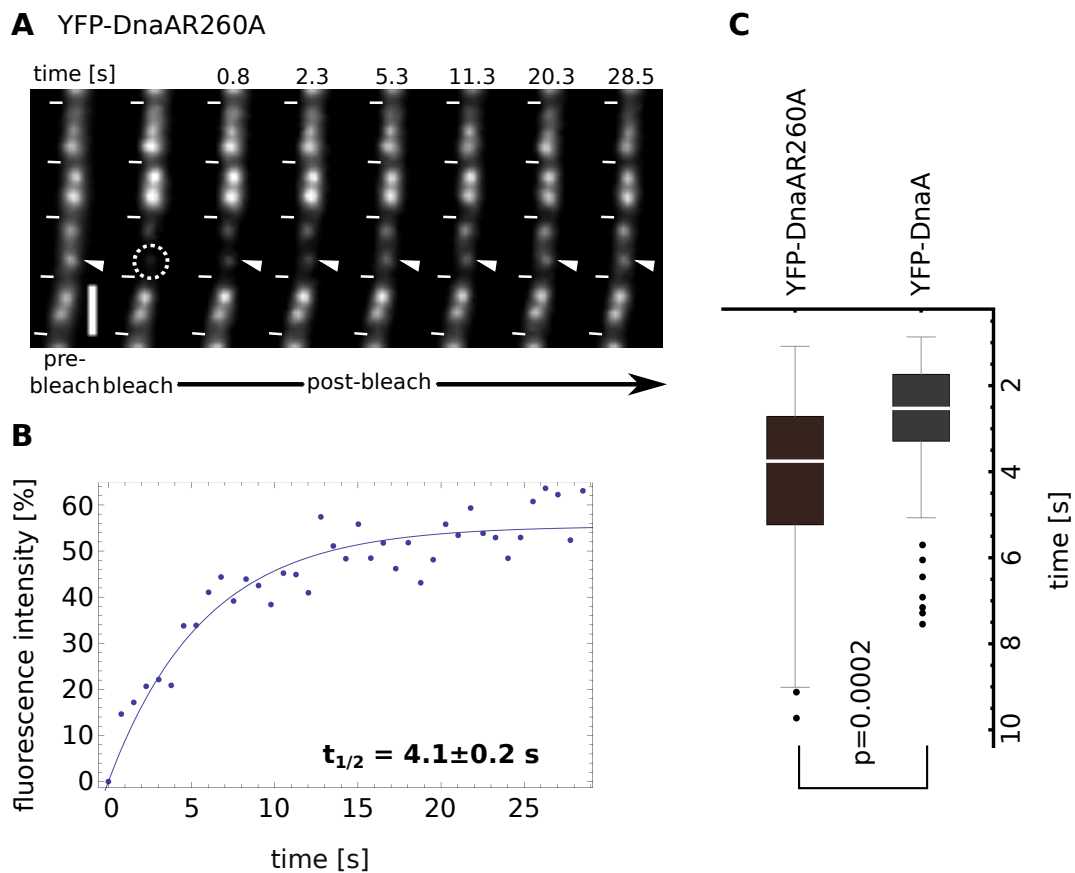 A YFP-DnaAR260A
time [s] 0.8 2.3 5.3 11.3 20.3 28.5
pre-
bleach bleach post-bleach
B
fluorescence intensity [%]
60
50
40
30
20
10
0
t1/2 = 4.1±0.2 s
0 5 10 15 20 25
time [s]
C
YFP-DnaAR260A
YFP-DnaA
2
4
6
8
10
time [s]
p=0.0002